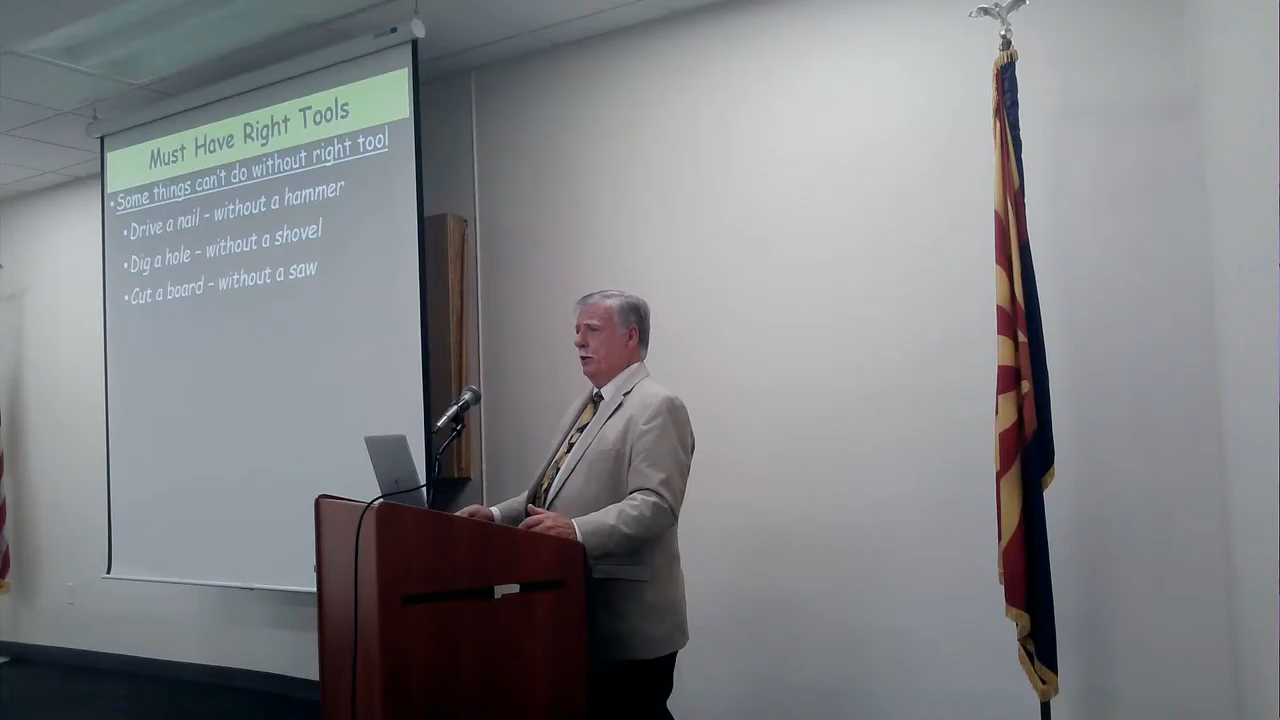 Must Have Right Tools
• Some things can't do without right tool
• Drive a nail – without a hammer
• Dig a hole – without a shovel
• Cut a board – without a saw